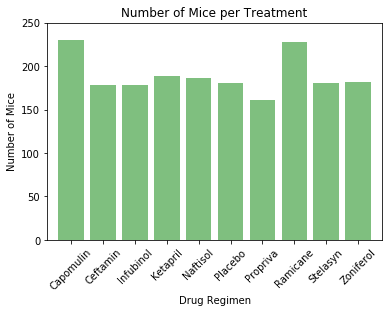 Number of Mice per Treatment
Number of Mice
250
200
150
100
50
0
Capomulin
Ceftamin
Infubinol
Ketapril
Naftisol
Placebo
Propriva
Ramicane
Stelasyn
Zoniferol
Drug Regimen